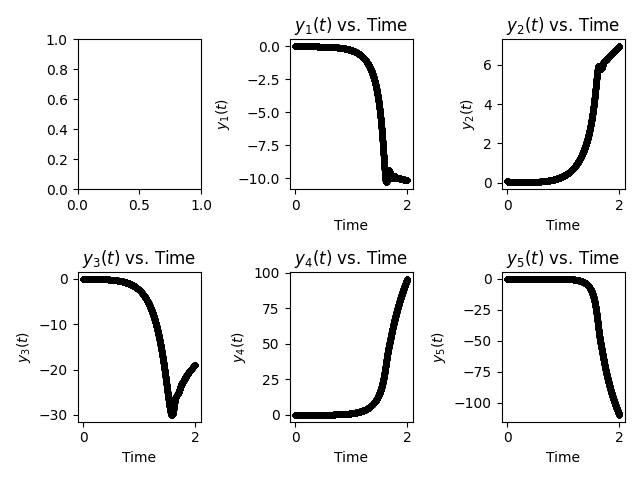 y₁(t) vs. Time
y₂(t) vs. Time
1.0
0.8
0.6
0.4
0.2
0.0
0.0 0.5 1.0
y₁(t)
0.0
−2.5
−5.0
−7.5
−10.0
0 2
Time
y₂(t)
6
4
2
0
0 2
Time
y₃(t) vs. Time
y₄(t) vs. Time
y₅(t) vs. Time
y₃(t)
0
−10
−20
−30
0 2
Time
y₄(t)
100
75
50
25
0
0 2
Time
y₅(t)
0
−25
−50
−75
−100
0 2
Time